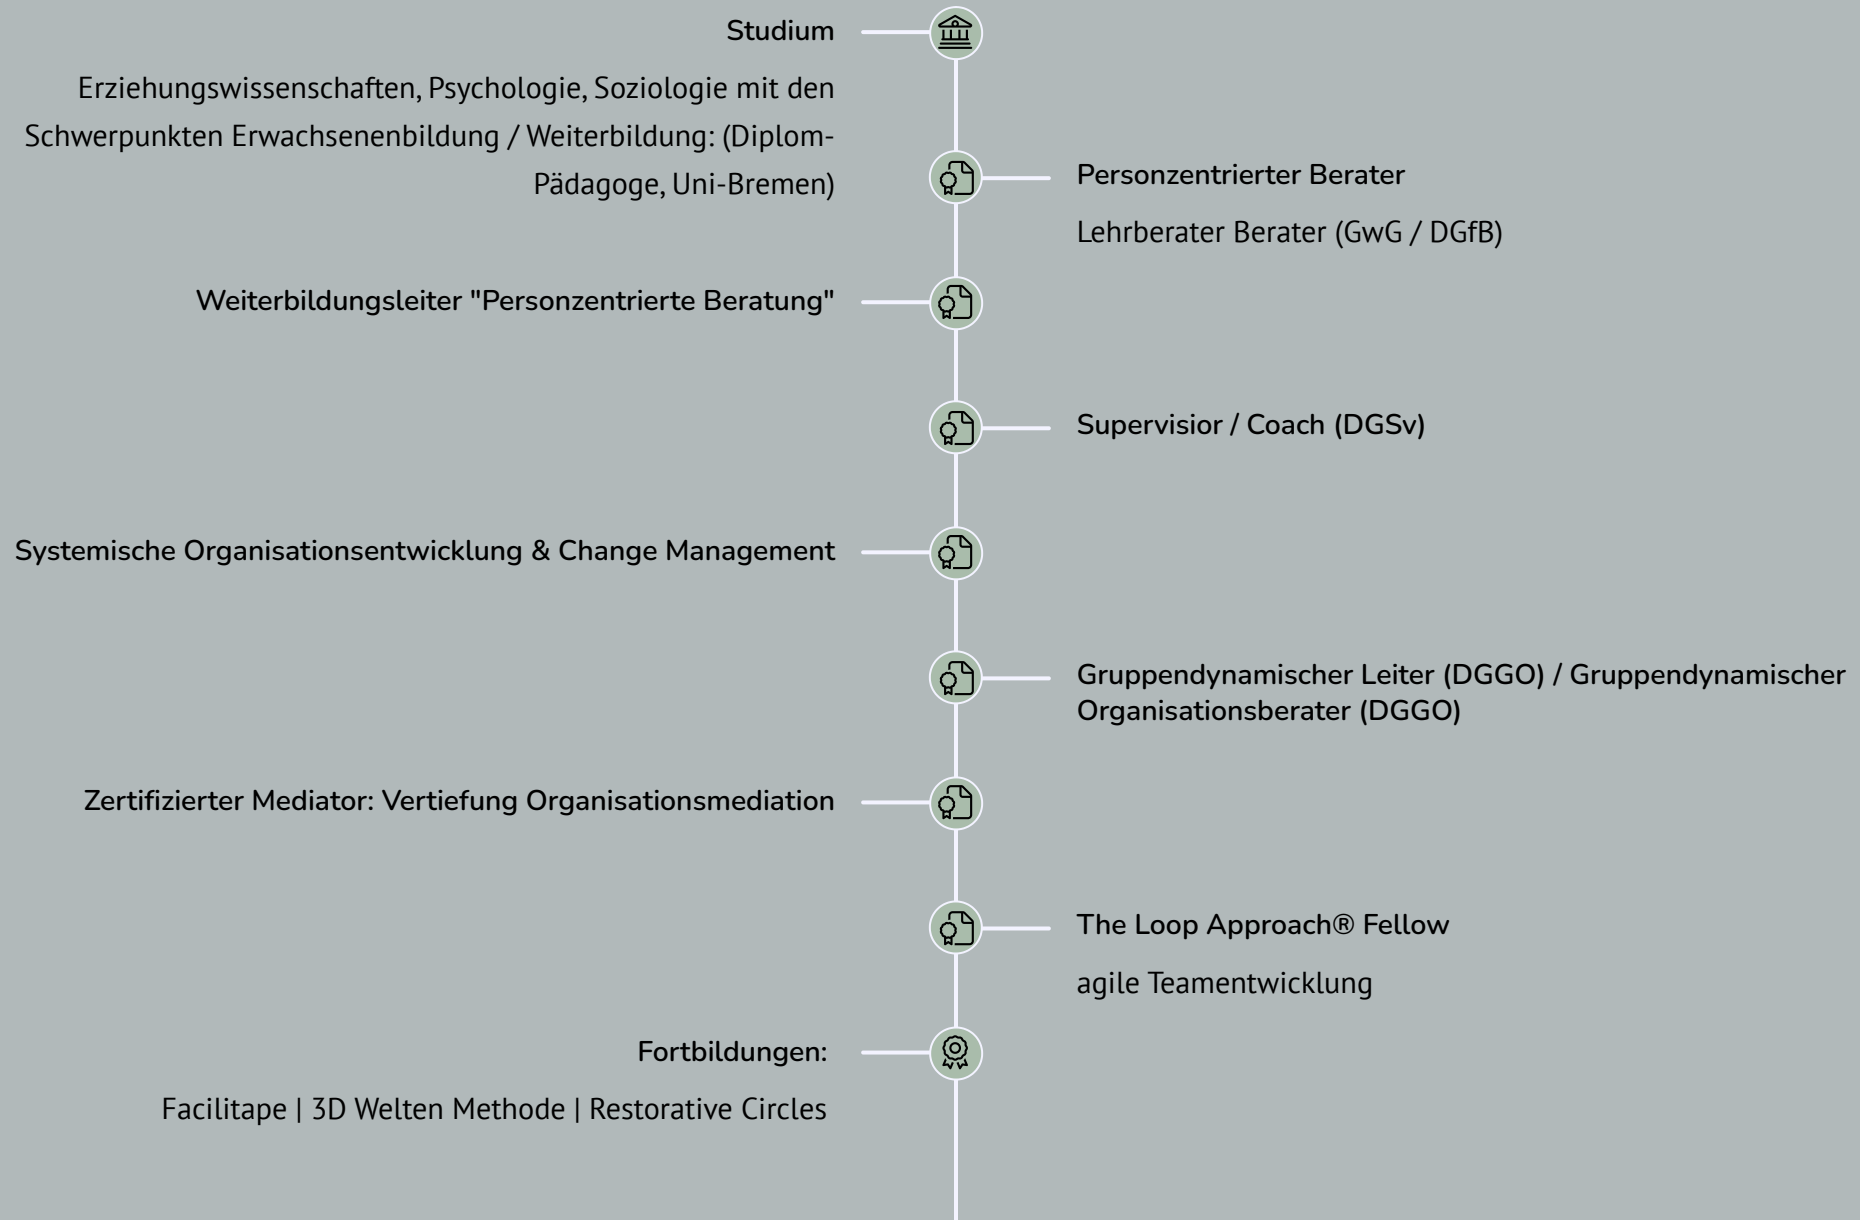 Studium
Erziehungswissenschaften, Psychologie, Soziologie mit den
Schwerpunkten Erwachsenenbildung / Weiterbildung: (Diplom-
Pädagoge, Uni-Bremen)
Personzentrierter Berater
Lehrberater Berater (GwG / DGfB)
Weiterbildungsleiter "Personzentrierte Beratung"
Supervisior / Coach (DGSv)
Systemische Organisationsentwicklung & Change Management
Gruppendynamischer Leiter (DGGO) / Gruppendynamischer
Organisationsberater (DGGO)
Zertifizierter Mediator: Vertiefung Organisationsmediation
The Loop Approach® Fellow
agile Teamentwicklung
Fortbildungen:
Facilitape | 3D Welten Methode | Restorative Circles